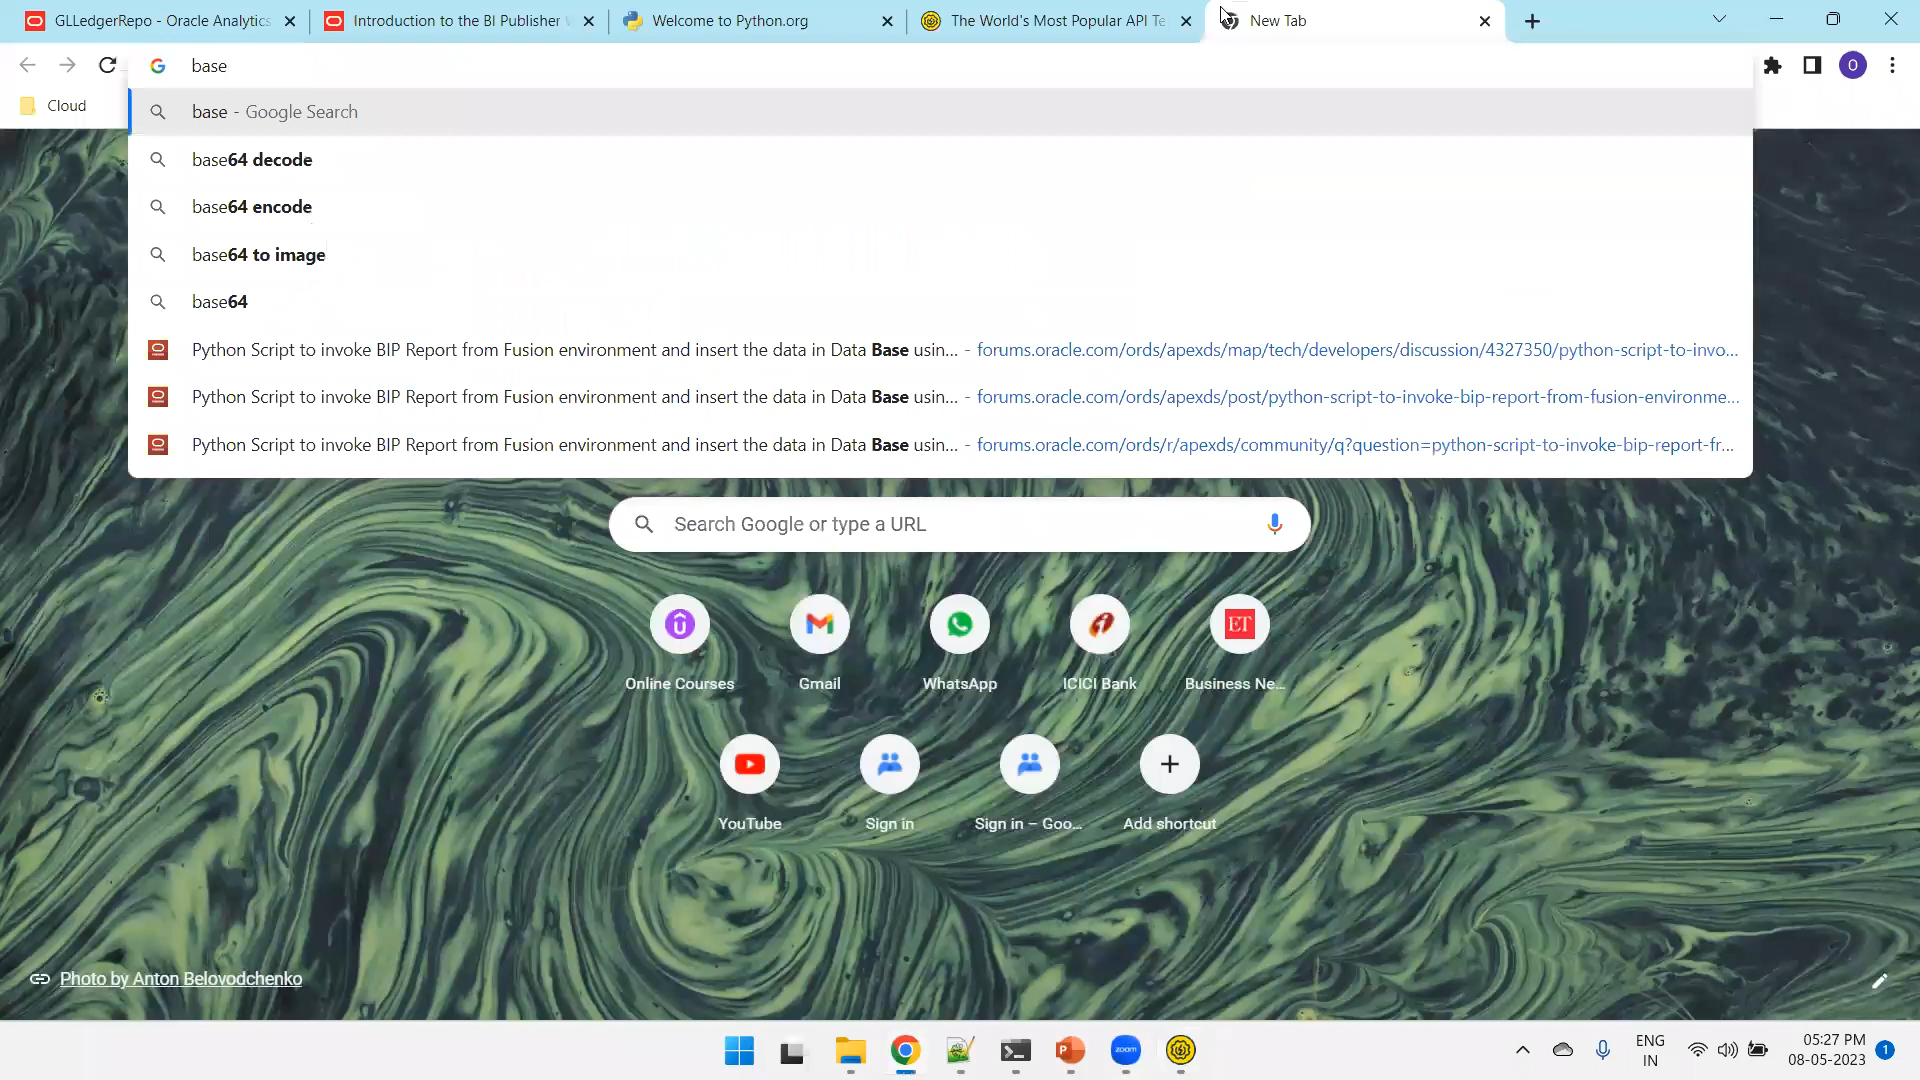 GLLedgerRepo - Oracle Analytics
Introduction to the BI Publisher
Welcome to Python.org
The World's Most Popular API Te
New Tab
base
O
Cloud
base - Google Search
base64 decode
base64 encode
base64 to image
base64
Python Script to invoke BIP Report from Fusion environment and insert the data in Data Base usin... - forums.oracle.com/ords/apexds/map/tech/developers/discussion/4327350/python-script-to-invo...
Python Script to invoke BIP Report from Fusion environment and insert the data in Data Base usin... - forums.oracle.com/ords/apexds/post/python-script-to-invoke-bip-report-from-fusion-environme...
Python Script to invoke BIP Report from Fusion environment and insert the data in Data Base usin... - forums.oracle.com/ords/r/apexds/community/q?question=python-script-to-invoke-bip-report-fr...
Search Google or type a URL
ET
Online Courses
Gmail
WhatsApp
ICICI Bank
Business Ne...
YouTube
Sign in
Sign in – Goo...
Add shortcut
Photo by Anton Belovodchenko
zoom
ENG
IN
05:27 PM
08-05-2023
1